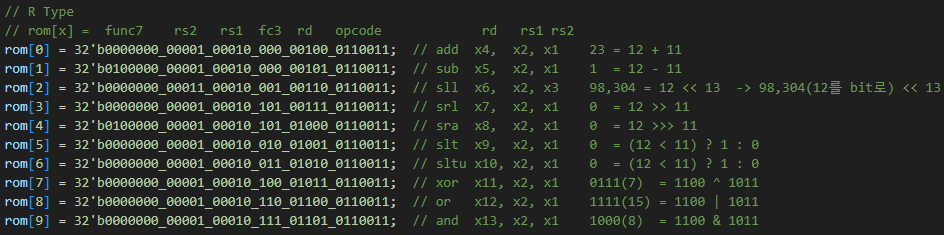 // R Type
// rom[x] =  func7    rs2   rs1  fc3  rd   opcode             rd   rs1 rs2
rom[0] = 32'b0000000_00001_00010_000_00100_0110011;  // add  x4,  x2, x1    23 = 12 + 11
rom[1] = 32'b0100000_00001_00010_000_00101_0110011;  // sub  x5,  x2, x1    1  = 12 - 11
rom[2] = 32'b0000000_00011_00010_001_00110_0110011;  // sll  x6,  x2, x3    98,304 = 12 << 13  -> 98,304(12를 bit로) << 13
rom[3] = 32'b0000000_00001_00010_101_00111_0110011;  // srl  x7,  x2, x1    0  = 12 >> 11
rom[4] = 32'b0100000_00001_00010_101_01000_0110011;  // sra  x8,  x2, x1    0  = 12 >>> 11
rom[5] = 32'b0000000_00001_00010_010_01001_0110011;  // slt  x9,  x2, x1    0  = (12 < 11) ? 1 : 0
rom[6] = 32'b0000000_00001_00010_011_01010_0110011;  // sltu x10, x2, x1    0  = (12 < 11) ? 1 : 0
rom[7] = 32'b0000000_00001_00010_100_01011_0110011;  // xor  x11, x2, x1    0111(7)  = 1100 ^ 1011
rom[8] = 32'b0000000_00001_00010_110_01100_0110011;  // or   x12, x2, x1    1111(15) = 1100 | 1011
rom[9] = 32'b0000000_00001_00010_111_01101_0110011;  // and  x13, x2, x1    1000(8)  = 1100 & 1011